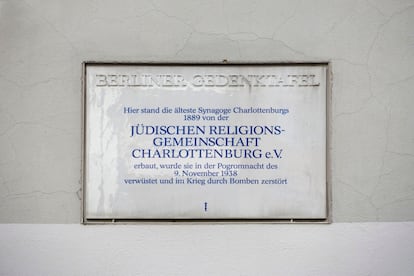 BERLINER GEDENKTAFEL
Hier stand die älteste Synagoge Charlottenburgs
1889 von der
JÜDISCHEN RELIGIONS-
GEMEINSCHAFT
CHARLOTTENBURG e.V.
erbaut, wurde sie in der Pogromnacht des
9. November 1938
verwüstet und im Krieg durch Bomben zerstört